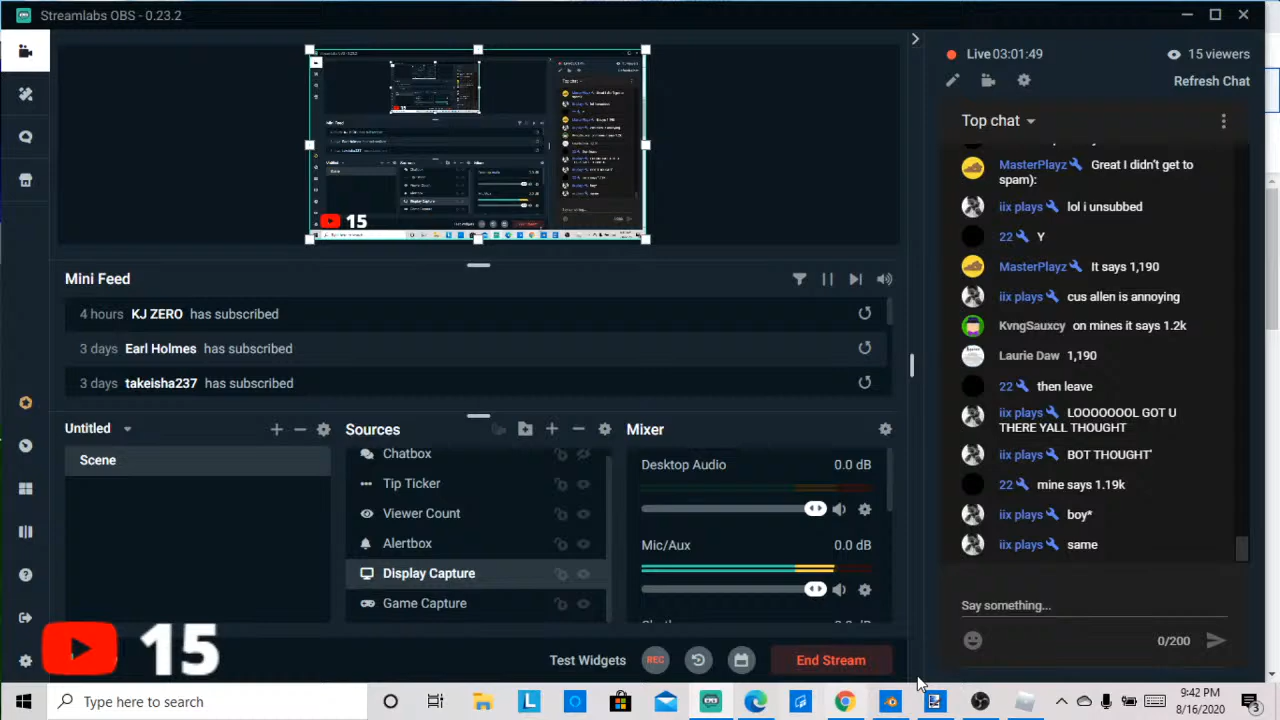 Streamlabs OBS - 0.23.2
Live 03:01:49
15 viewers
Refresh Chat
Top chat
MasterPlayz Great I didn't get to
spam
iix plays lol i unsubbed
22 Y
MasterPlayz It says 1,190
iix plays cus allen is annoying
KvngSauxcy on mines it says 1.2k
Laurie Daw 1,190
22 then leave
iix plays LOOOOOOOL GOT U
THERE YALL THOUGHT
iix plays BOT THOUGHT'
22 mine says 1.19k
iix plays boy*
iix plays same
Say something...
0/200
15
Mini Feed
4 hours KJ ZERO has subscribed
3 days Earl Holmes has subscribed
3 days takeisha237 has subscribed
Untitled
Scene
Sources
Chatbox
Tip Ticker
Viewer Count
Alertbox
Display Capture
Game Capture
Mixer
Desktop Audio 0.0 dB
Mic/Aux 0.0 dB
15
Test Widgets
REC
End Stream
Type here to search
L
9:42 PM
8/16/2020
3